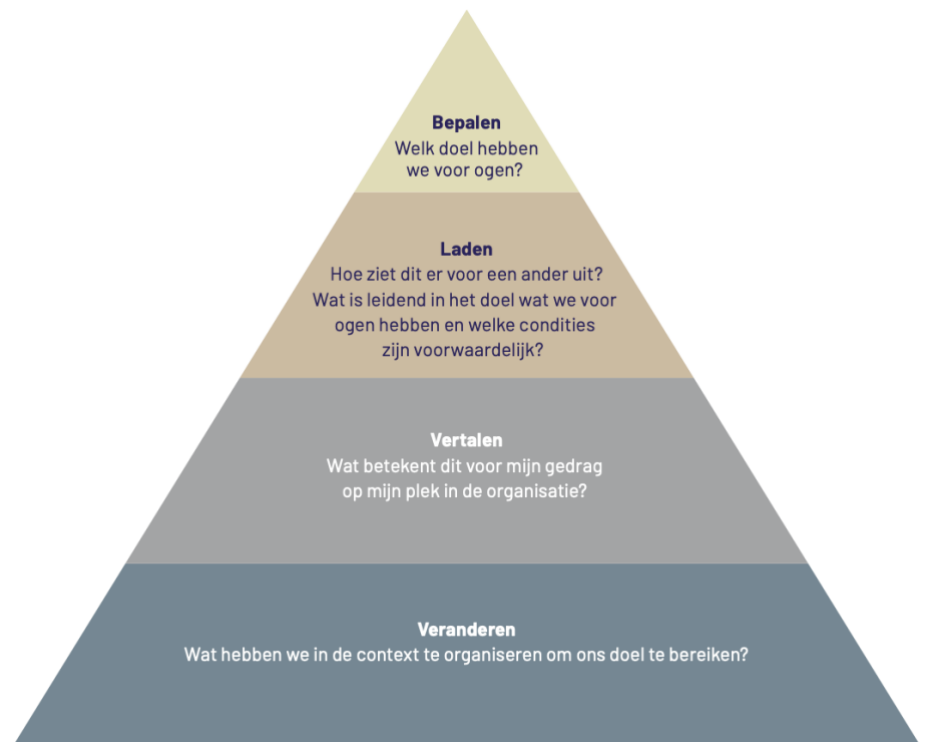 Bepalen
Welk doel hebben
we voor ogen?
Laden
Hoe ziet dit er voor een ander uit?
Wat is leidend in het doel wat we voor
ogen hebben en welke condities
zijn voorwaardelijk?
Vertalen
Wat betekent dit voor mijn gedrag
op mijn plek in de organisatie?
Veranderen
Wat hebben we in de context te organiseren om ons doel te bereiken?